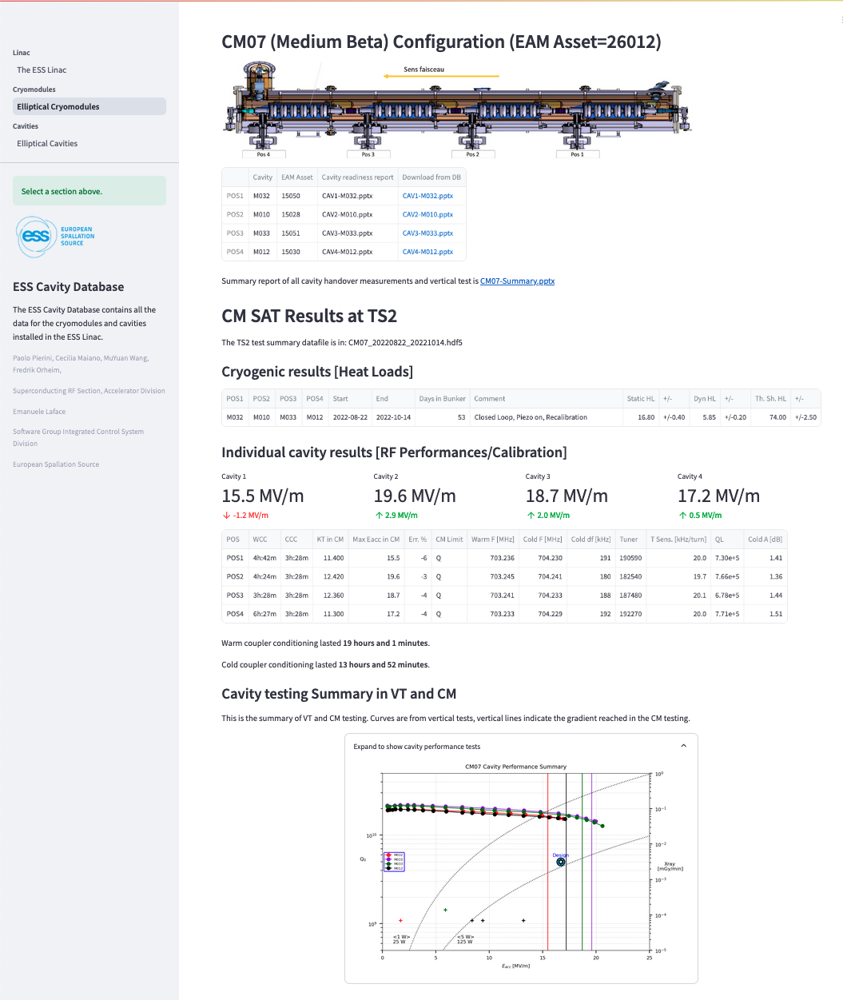 Linac
The ESS Linac
Cryomodules
Elliptical Cryomodules
Cavities
Elliptical Cavities
Select a section above.
ess
EUROPEAN
SPALLATION
SOURCE
ESS Cavity Database
The ESS Cavity Database contains all the
data for the cryomodules and cavities
installed in the ESS Linac.
Paolo Pierini, Cecilia Maiano, MuYuan Wang,
Fredrik Orheim,
Superconducting RF Section, Accelerator Division
Emanuele Laface
Software Group Integrated Control System
Division
European Spallation Source
CM07 (Medium Beta) Configuration (EAM Asset=26012)
Sens faisceau
Pos 4 Pos 3 Pos 2 Pos 1
Cavity EAM Asset Cavity readiness report Download from DB
POS1 M032 15050 CAV1-M032.pptx CAV1-M032.pptx
POS2 M010 15028 CAV2-M010.pptx CAV2-M010.pptx
POS3 M033 15051 CAV3-M033.pptx CAV3-M033.pptx
POS4 M012 15030 CAV4-M012.pptx CAV4-M012.pptx
Summary report of all cavity handover measurements and vertical test is CM07-Summary.pptx
CM SAT Results at TS2
The TS2 test summary datafile is in: CM07_20220822_20221014.hdf5
Cryogenic results [Heat Loads]
POS1 POS2 POS3 POS4 Start End Days in Bunker Comment Static HL +/- Dyn HL +/- Th. Sh. HL +/-
M032 M010 M033 M012 2022-08-22 2022-10-14 53 Closed Loop, Piezo on, Recalibration 16.80 +/-0.40 5.85 +/-0.20 74.00 +/-2.50
Individual cavity results [RF Performances/Calibration]
Cavity 1 Cavity 2 Cavity 3 Cavity 4
15.5 MV/m 19.6 MV/m 18.7 MV/m 17.2 MV/m
↓ -1.2 MV/m ↑ 2.9 MV/m ↑ 2.0 MV/m ↑ 0.5 MV/m
POS WCC CCC KT in CM Max Eacc in CM Err. % CM Limit Warm F [MHz] Cold F [MHz] Cold df [kHz] Tuner T Sens. [kHz/turn] QL Cold A [dB]
POS1 4h:42m 3h:28m 11.400 15.5 -6 Q 703.236 704.230 191 190590 20.0 7.30e+5 1.41
POS2 4h:24m 3h:28m 12.420 19.6 -3 Q 703.245 704.241 180 182540 19.7 7.66e+5 1.36
POS3 3h:28m 3h:28m 12.360 18.7 -4 Q 703.241 704.233 188 187480 20.1 6.78e+5 1.44
POS4 6h:27m 3h:28m 11.300 17.2 -4 Q 703.233 704.229 192 192270 20.0 7.71e+5 1.51
Warm coupler conditioning lasted 19 hours and 1 minutes.
Cold coupler conditioning lasted 13 hours and 52 minutes.
Cavity testing Summary in VT and CM
This is the summary of VT and CM testing. Curves are from vertical tests, vertical lines indicate the gradient reached in the CM testing.
Expand to show cavity performance tests
CM07 Cavity Performance Summary
10⁰
10⁻¹
10¹⁰
10⁻²
Q₀
M032
M010
M033
M012
Design
Xray
[mGy/min]
10⁻³
10⁻⁴
10⁹
<1 W>
25 W
<5 W>
125 W
10⁻⁵
0 5 10 15 20 25
Eacc [MV/m]